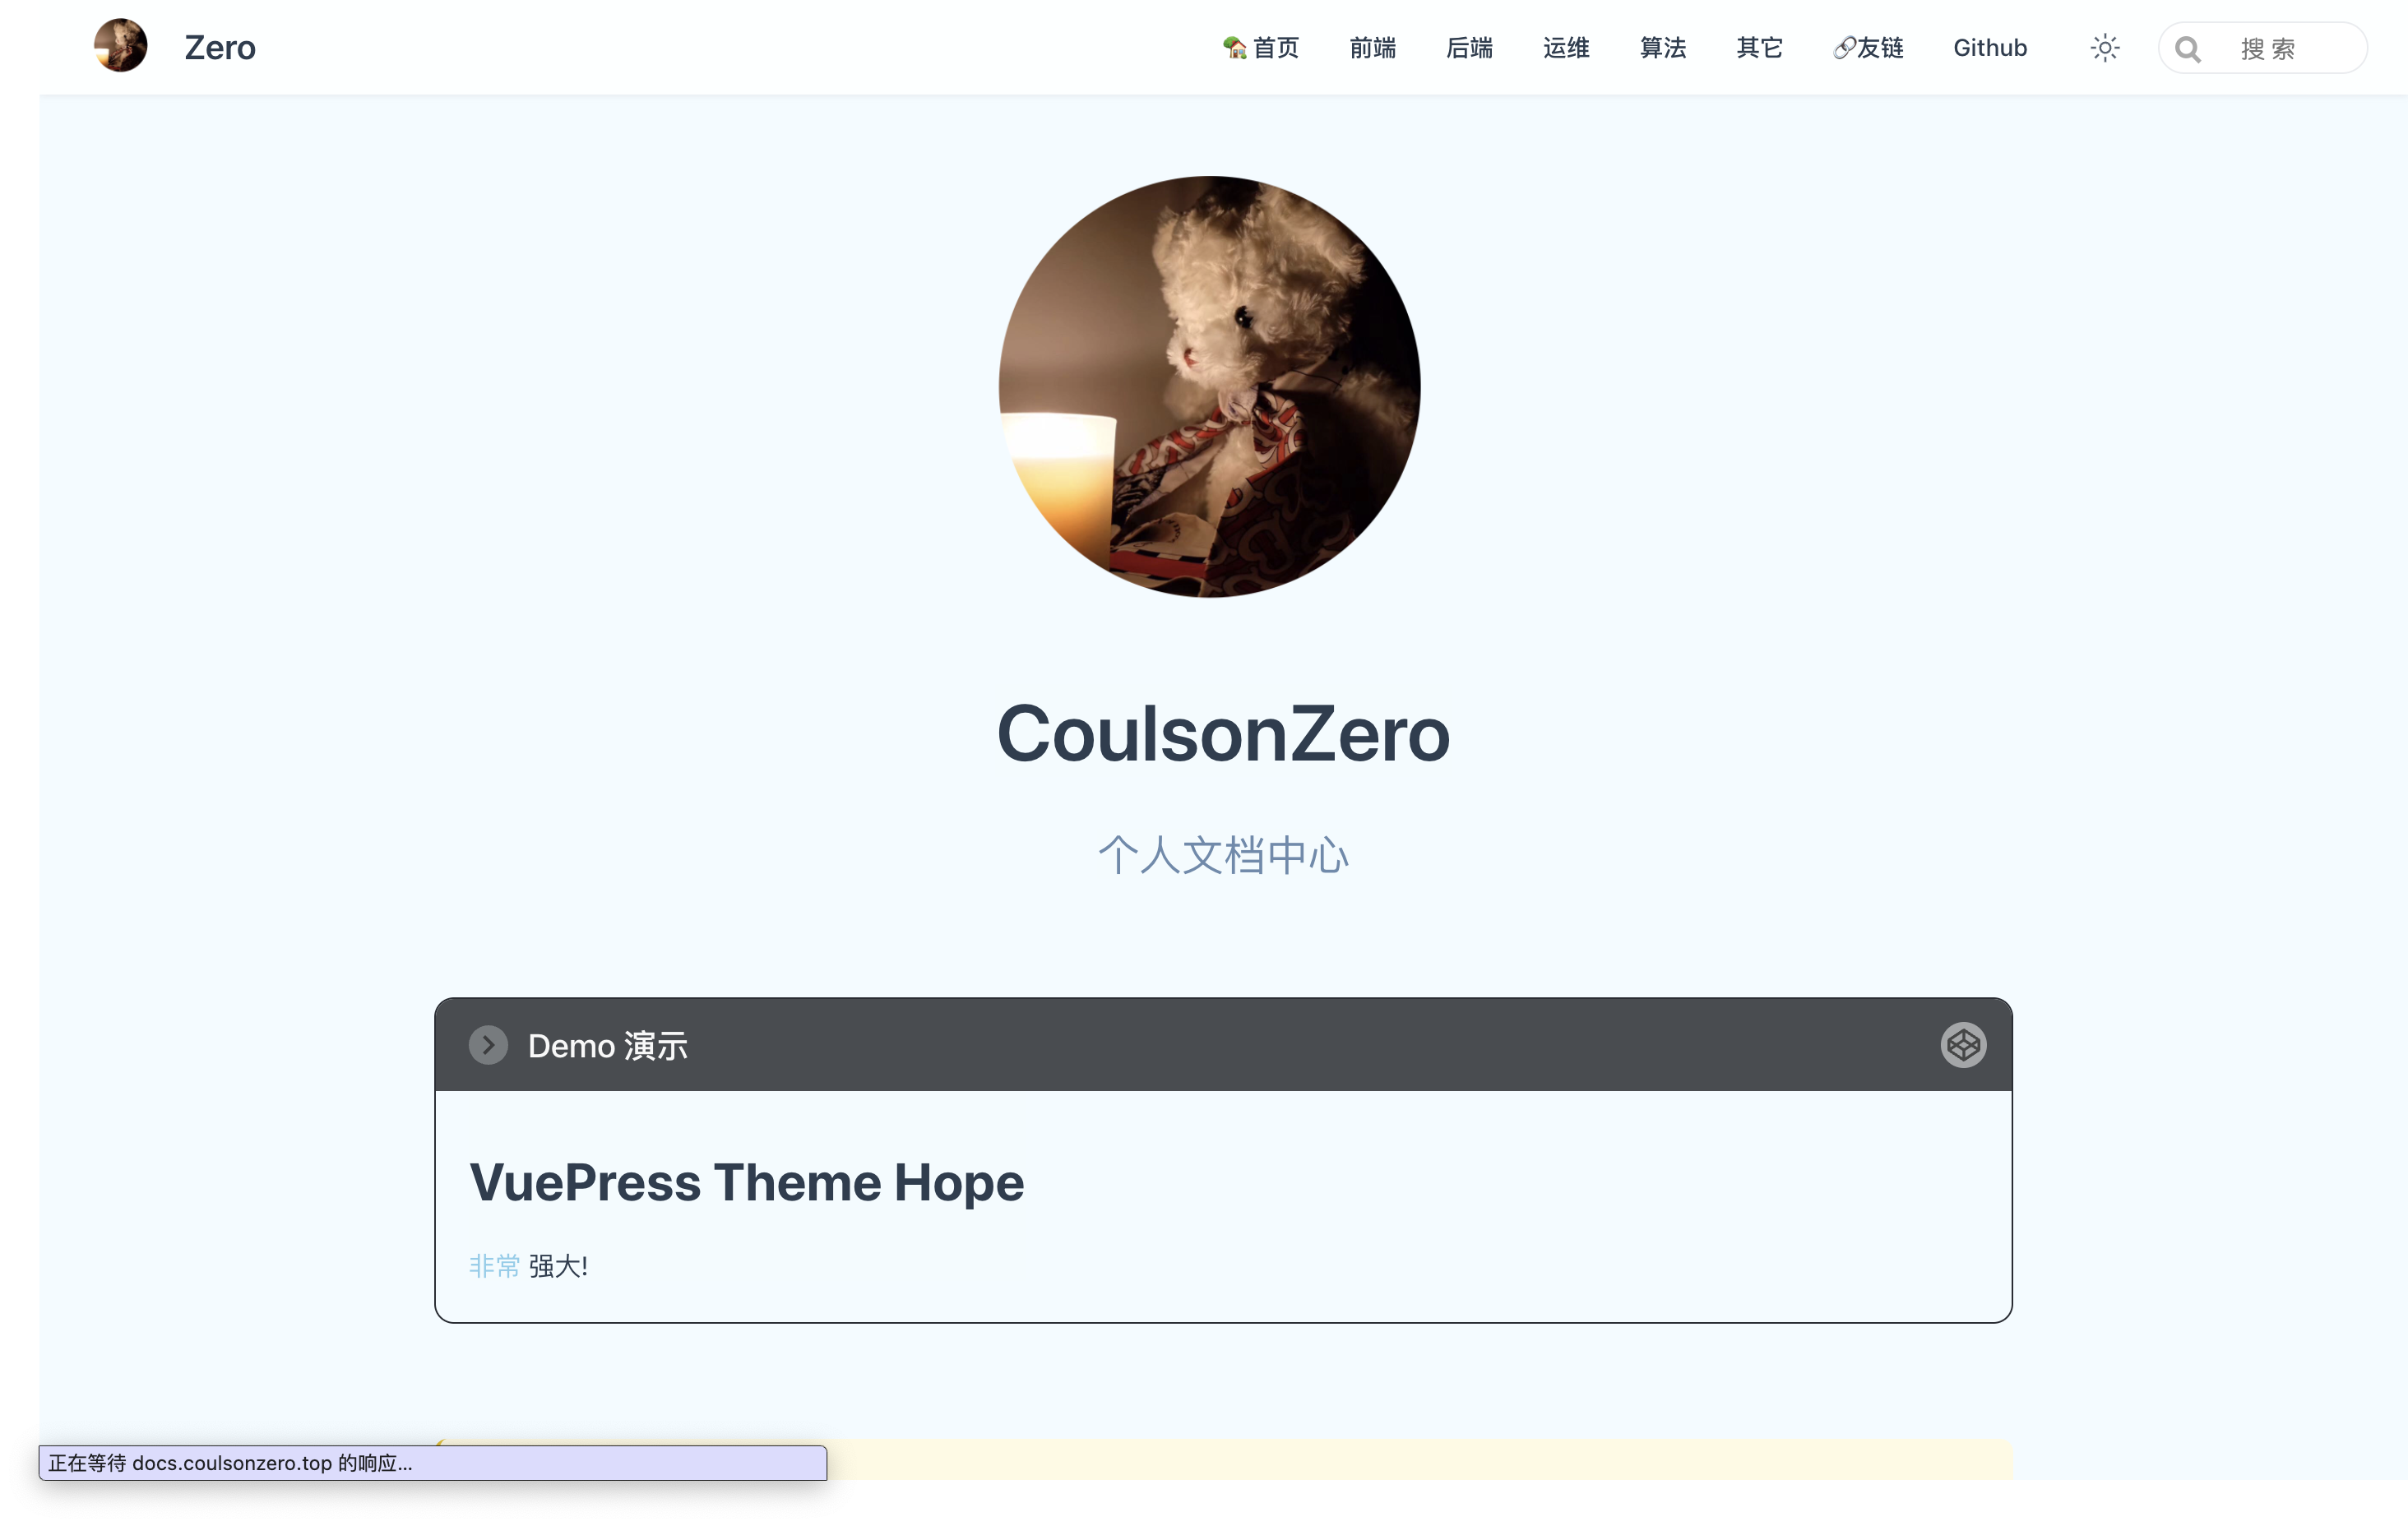 Zero
🏡 首页 前端 后端 运维 算法 其它 🔗友链 Github 搜 索
CoulsonZero
个人文档中心
Demo 演示
VuePress Theme Hope
非常 强大!
正在等待 docs.coulsonzero.top 的响应...